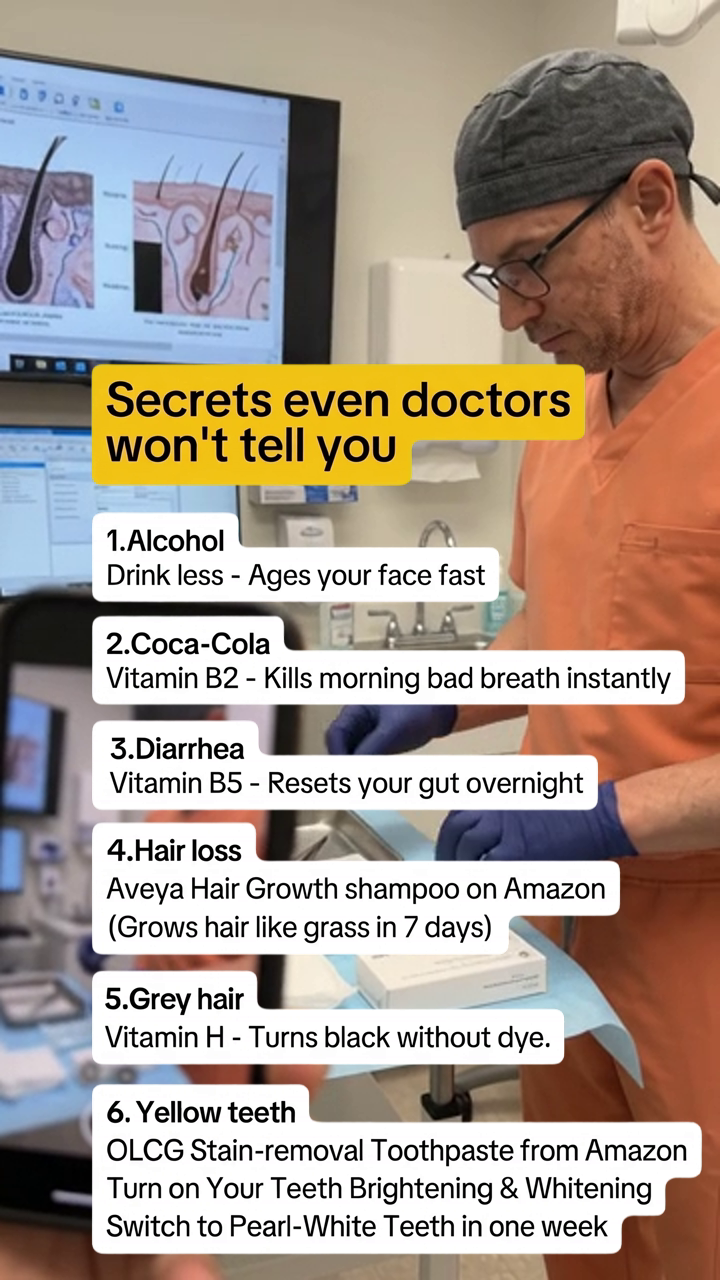 Secrets even doctors
won't tell you
1.Alcohol
Drink less - Ages your face fast
2.Coca-Cola
Vitamin B2 - Kills morning bad breath instantly
3.Diarrhea
Vitamin B5 - Resets your gut overnight
4.Hair loss
Aveya Hair Growth shampoo on Amazon
(Grows hair like grass in 7 days)
5.Grey hair
Vitamin H - Turns black without dye.
6. Yellow teeth
OLCG Stain-removal Toothpaste from Amazon
Turn on Your Teeth Brightening & Whitening
Switch to Pearl-White Teeth in one week